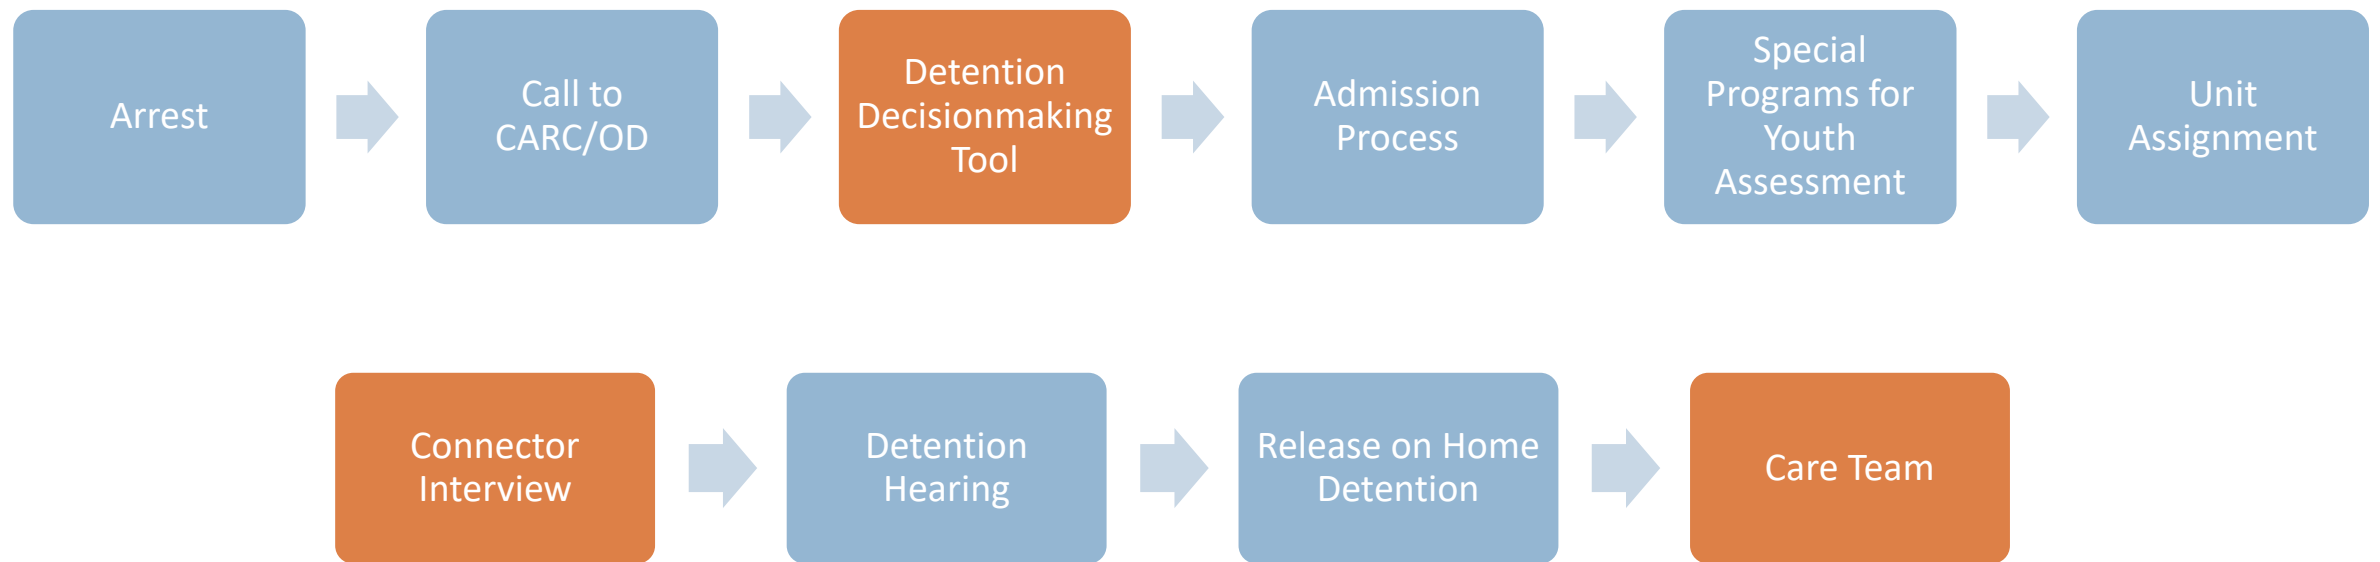 Arrest
Call to
CARC/OD
Detention
Decisionmaking
Tool
Admission
Process
Special
Programs for
Youth
Assessment
Unit
Assignment
Connector
Interview
Detention
Hearing
Release on Home
Detention
Care Team